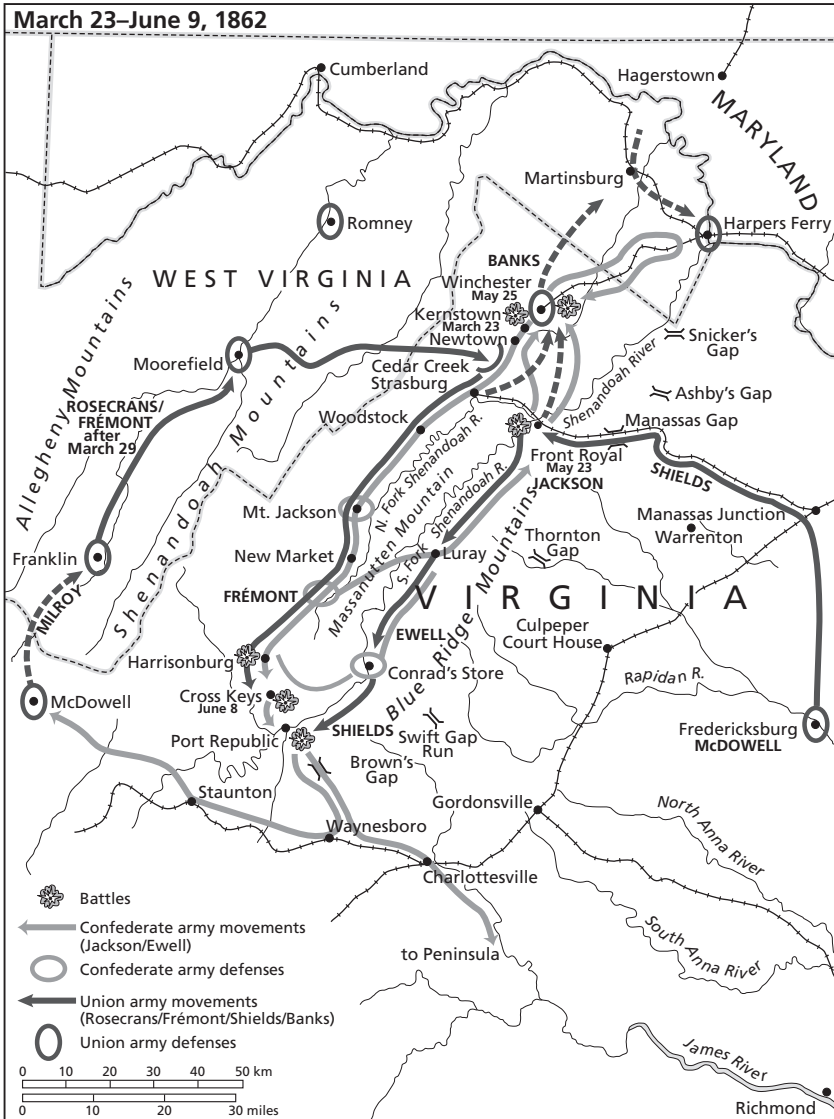 March 23–June 9, 1862
Cumberland
Hagerstown
MARYLAND
Martinsburg
Romney
Harpers Ferry
WEST VIRGINIA
BANKS
Winchester
May 25
Kernstown
March 23
Newtown
Snicker's
Gap
Moorefield
Cedar Creek
Strasburg
Shenandoah River
Ashby's Gap
Allegheny Mountains
Shenandoah Mountains
ROSECRANS/
FRÉMONT
after
March 29
Woodstock
Manassas Gap
Front Royal
May 23
JACKSON
SHIELDS
N. Fork Shenandoah R.
Massanutten Mountain
S. Fork Shenandoah R.
Mt. Jackson
Manassas Junction
Warrenton
Thornton
Gap
Franklin
New Market
Luray
MILROY
FRÉMONT
VIRGINIA
EWELL
Blue Ridge Mountains
Culpeper
Court House
Harrisonburg
Conrad's Store
Rapidan R.
McDowell
Cross Keys
June 8
Fredericksburg
McDOWELL
Port Republic
SHIELDS
Swift Gap
Run
Brown's
Gap
Staunton
Gordonsville
North Anna River
Waynesboro
Charlottesville
South Anna River
to Peninsula
James River
Richmond
Battles
Confederate army movements
(Jackson/Ewell)
Confederate army defenses
Union army movements
(Rosecrans/Frémont/Shields/Banks)
Union army defenses
0 10 20 30 40 50 km
0 10 20 30 miles